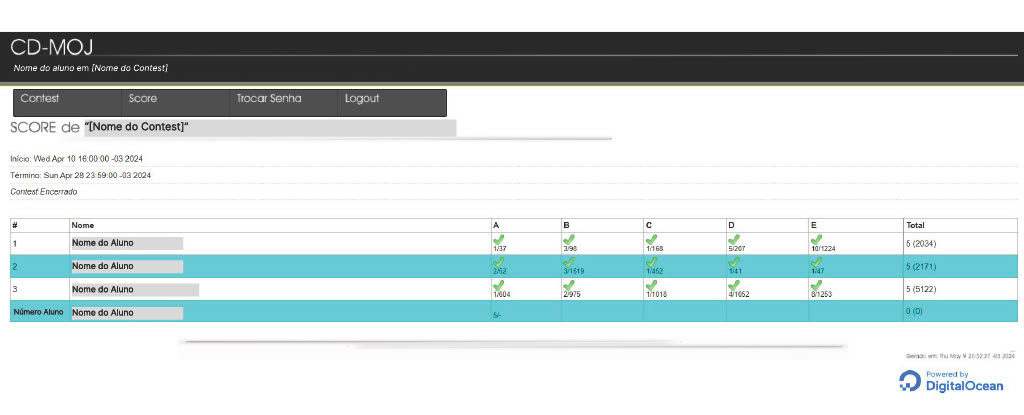 CD-MOJ
Nome do aluno em [Nome do Contest]
Contest Score Trocar Senha Logout
SCORE de "[Nome do Contest]"
Início: Wed Apr 10 16:00:00 -03 2024
Término: Sun Apr 28 23:59:00 -03 2024
Contest Encerrado
# Nome A B C D E Total
1 Nome do Aluno 1/37 3/98 1/168 5/207 10/1224 5 (2034)
2 Nome do Aluno 2/62 3/1519 1/452 1/41 1/47 5 (2171)
3 Nome do Aluno 1/604 2/975 1/1018 4/1052 8/1253 5 (5122)
Número Aluno Nome do Aluno 5/- 0 (0)
Gerado em: Thu May 9 20:32:27 -03 2024
Powered by
DigitalOcean